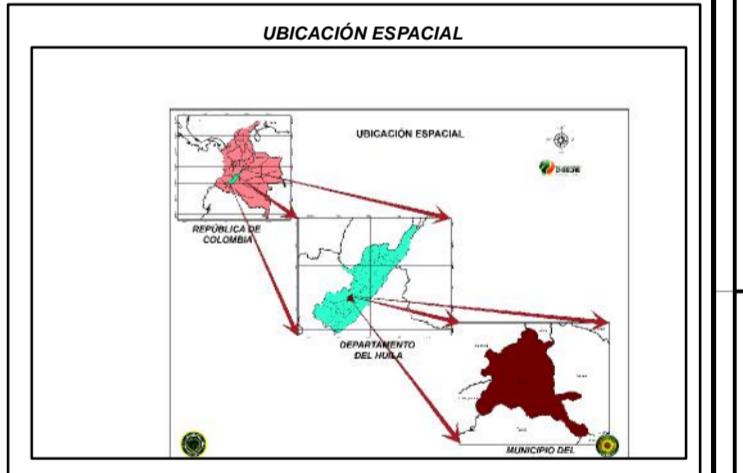 UBICACIÓN ESPACIAL
UBICACIÓN ESPACIAL
REPÚBLICA DE
COLOMBIA
DEPARTAMENTO
DEL HUILA
MUNICIPIO DEL